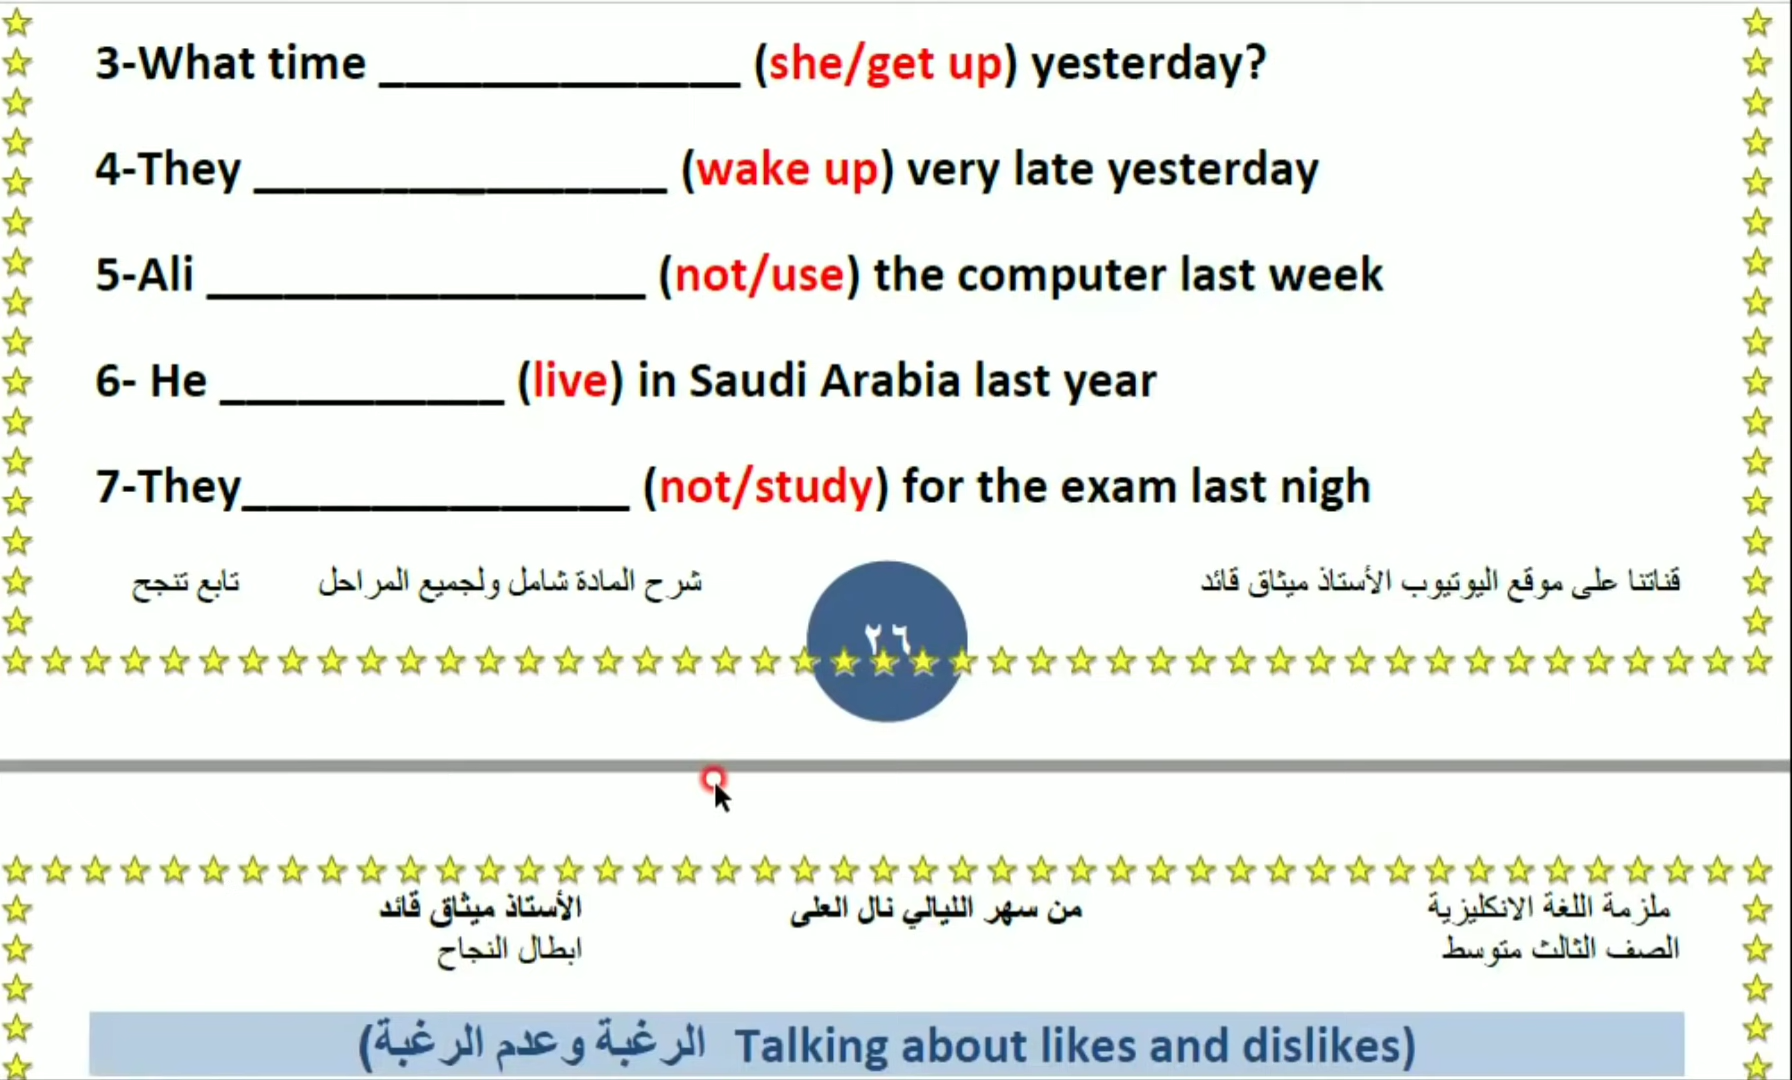 3-What time ______________ (she/get up) yesterday?
4-They ________________ (wake up) very late yesterday
5-Ali _________________ (not/use) the computer last week
6- He ___________ (live) in Saudi Arabia last year
7-They_______________ (not/study) for the exam last nigh
قناتنا على موقع اليوتيوب الأستاذ ميثاق قائد شرح المادة شامل ولجميع المراحل تابع تنجح
٢٦
ملزمة اللغة الانكليزية من سهر الليالي نال العلى الأستاذ ميثاق قائد
الصف الثالث متوسط ابطال النجاح
(الرغبة وعدم الرغبة Talking about likes and dislikes)